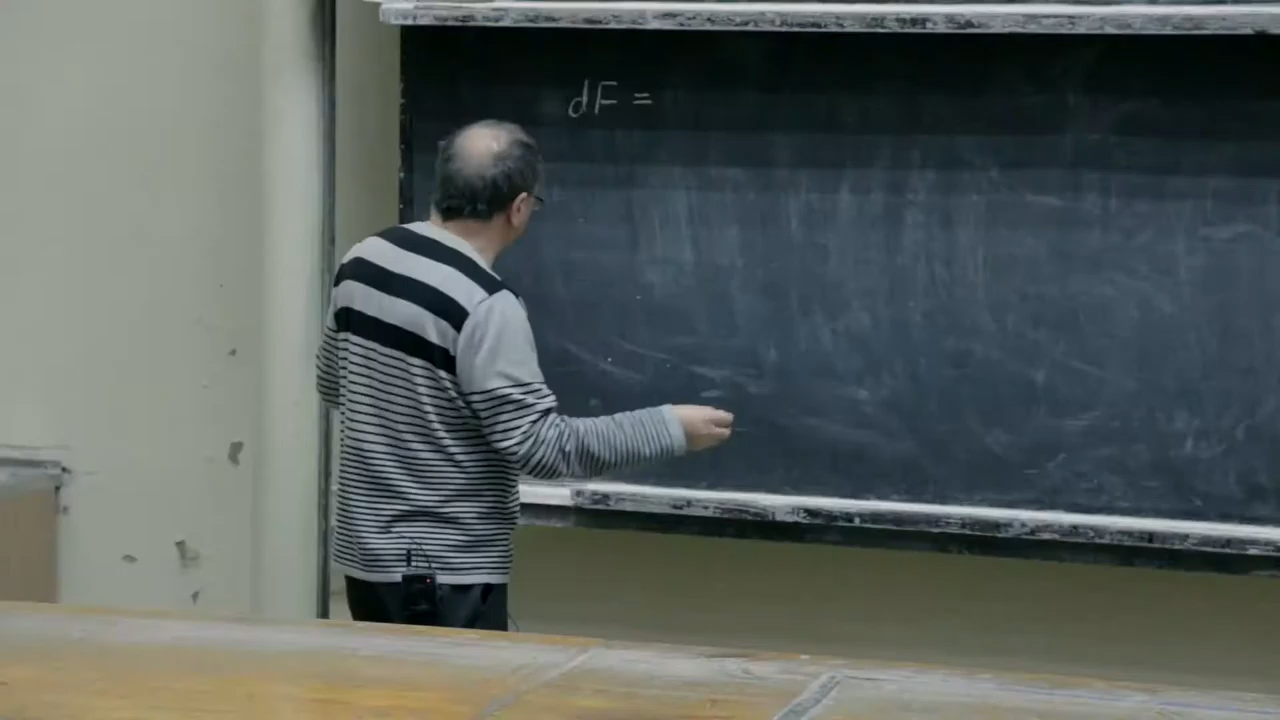 dF =